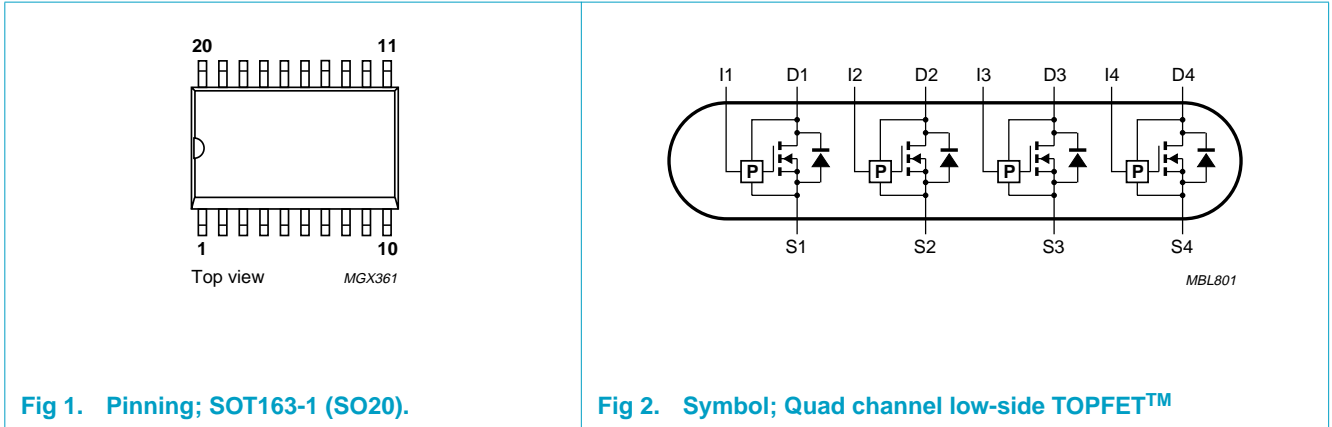 20 11
1 10
Top view MGX361
Fig 1. Pinning; SOT163-1 (SO20).
I1 D1 I2 D2 I3 D3 I4 D4
P P P P
S1 S2 S3 S4
MBL801
Fig 2. Symbol; Quad channel low-side TOPFETTM